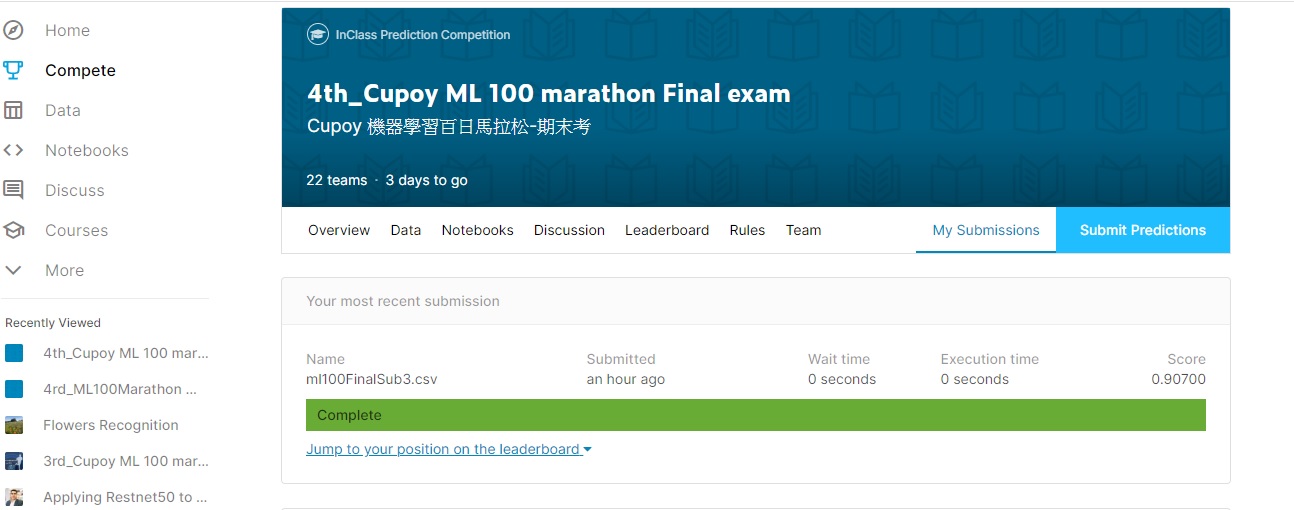 Home
Compete
Data
Notebooks
Discuss
Courses
More
Recently Viewed
4th_Cupoy ML 100 mar...
4rd_ML100Marathon ...
Flowers Recognition
3rd_Cupoy ML 100 mar...
Applying Restnet50 to ...
InClass Prediction Competition
4th_Cupoy ML 100 marathon Final exam
Cupoy 機器學習百日馬拉松-期末考
22 teams · 3 days to go
Overview Data Notebooks Discussion Leaderboard Rules Team My Submissions Submit Predictions
Your most recent submission
Name Submitted Wait time Execution time Score
ml100FinalSub3.csv an hour ago 0 seconds 0 seconds 0.90700
Complete
Jump to your position on the leaderboard